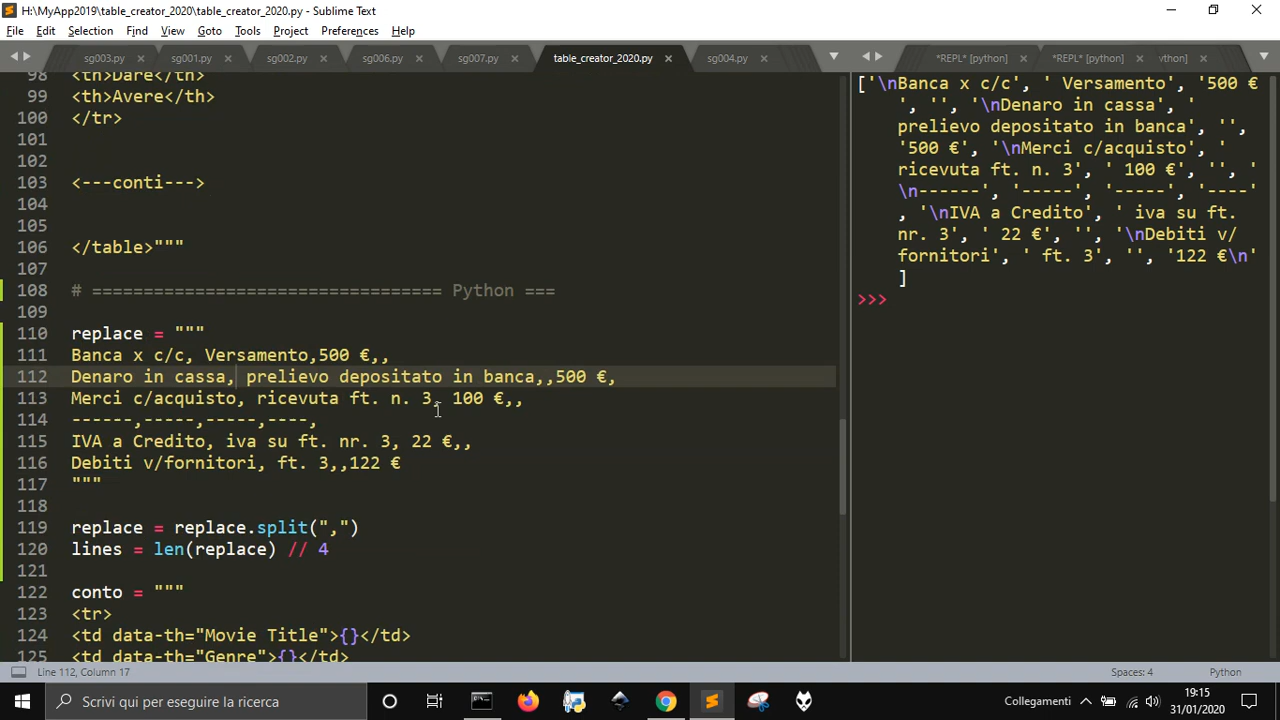 H:\MyApp2019\table_creator_2020\table_creator_2020.py - Sublime Text
File Edit Selection Find View Goto Tools Project Preferences Help
sg003.py sg001.py sg002.py sg006.py sg007.py table_creator_2020.py sg004.py *REPL* [python] *REPL* [python] ython]
98 <th>Dare</th>
99 <th>Avere</th>
100 </tr>
101
102
103 <---conti--->
104
105
106 </table>"""
107
108 # ================================== Python ===
109
110 replace = """
111 Banca x c/c, Versamento,500 €,,
112 Denaro in cassa, prelievo depositato in banca,,500 €,
113 Merci c/acquisto, ricevuta ft. n. 3, 100 €,,
114 ------,-----,-----,----,
115 IVA a Credito, iva su ft. nr. 3, 22 €,,
116 Debiti v/fornitori, ft. 3,,122 €
117 """
118
119 replace = replace.split(",")
120 lines = len(replace) // 4
121
122 conto = """
123 <tr>
124 <td data-th="Movie Title">{}</td>
125 <td data-th="Genre">{}</td>
['\nBanca x c/c', ' Versamento', '500 €
', '', '\nDenaro in cassa', '
prelievo depositato in banca', '',
'500 €', '\nMerci c/acquisto', '
ricevuta ft. n. 3', ' 100 €', '', '
\n------', '-----', '-----', '----'
, '\nIVA a Credito', ' iva su ft.
nr. 3', ' 22 €', '', '\nDebiti v/
fornitori', ' ft. 3', '', '122 €\n'
]
>>>
Line 112, Column 17 Spaces: 4 Python
Scrivi qui per eseguire la ricerca Collegamenti 19:15
31/01/2020